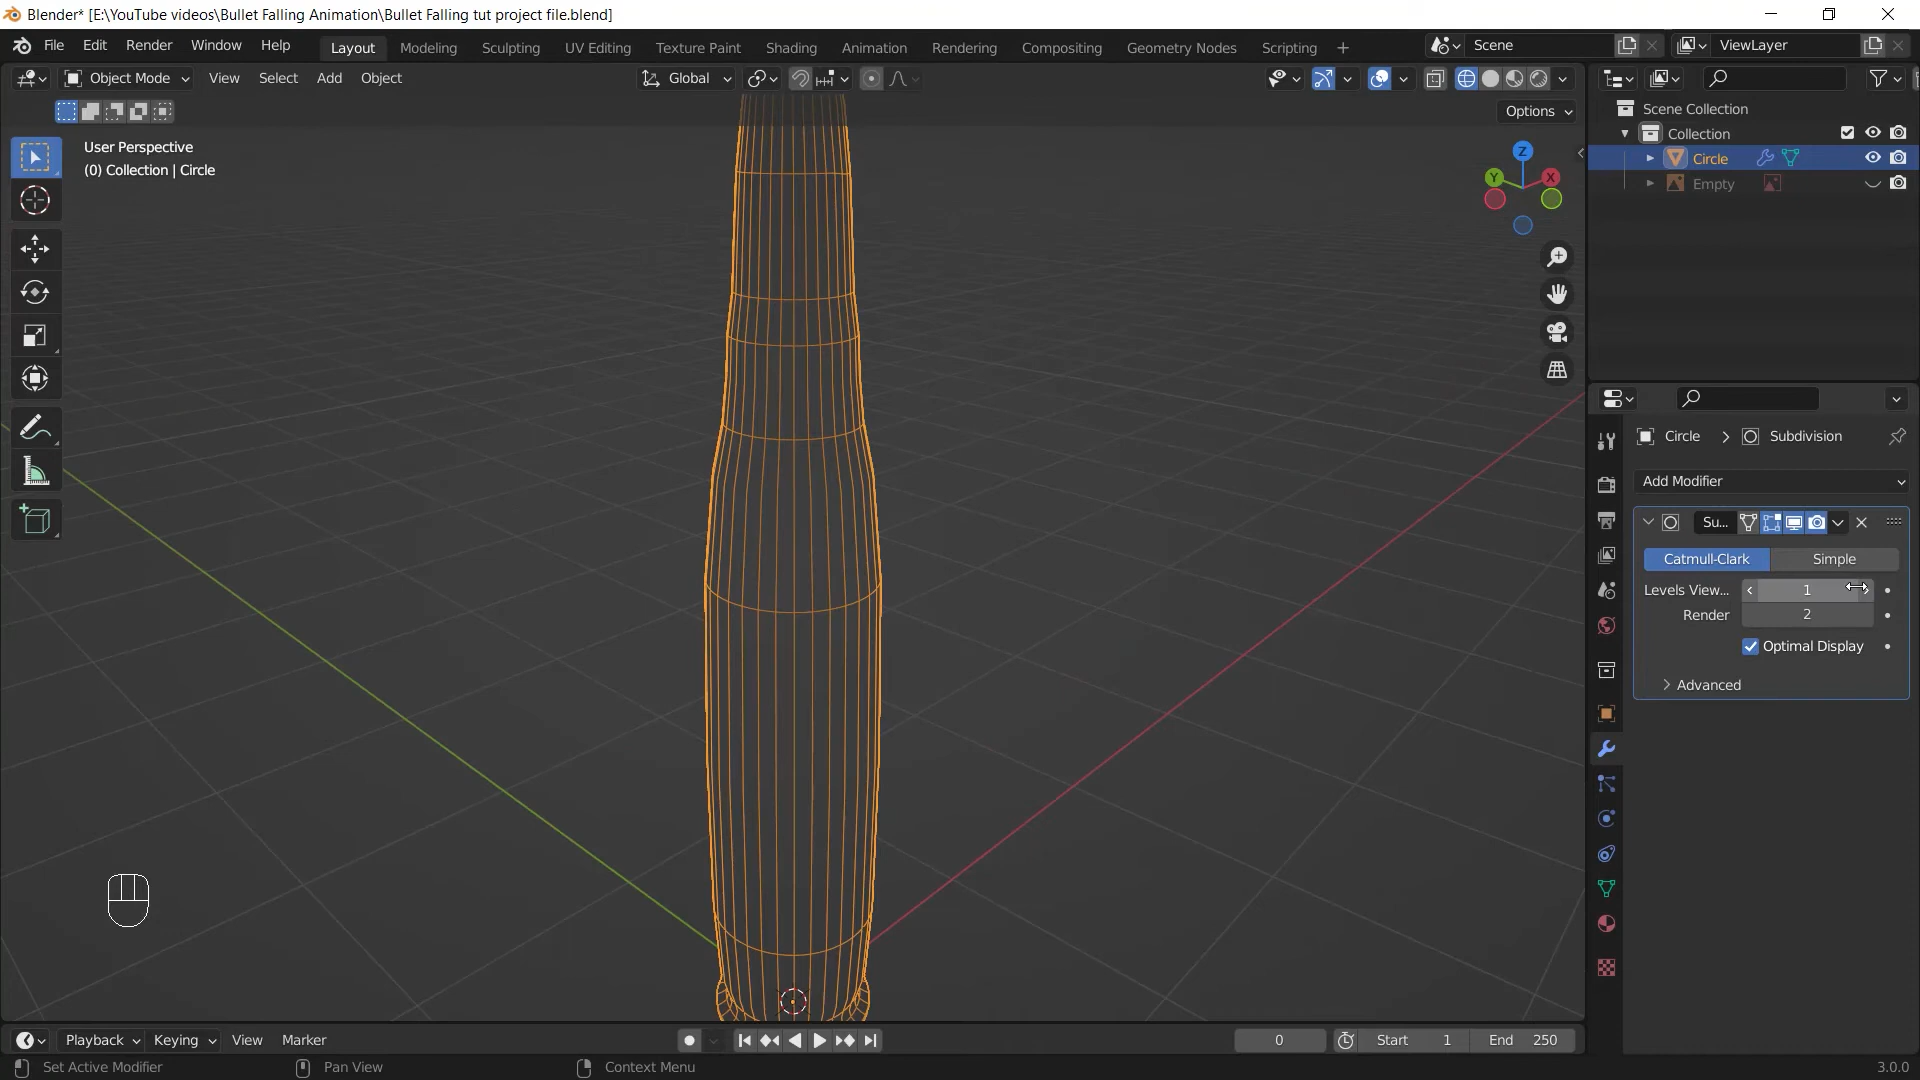 Blender* [E:\YouTube videos\Bullet Falling Animation\Bullet Falling tut project file.blend]
File Edit Render Window Help Layout Modeling Sculpting UV Editing Texture Paint Shading Animation Rendering Compositing Geometry Nodes Scripting + Scene ViewLayer
Object Mode View Select Add Object Global
Options
User Perspective
(0) Collection | Circle
Z
Y X
Scene Collection
Collection
Circle
Empty
Circle > Subdivision
Add Modifier
Su...
Catmull-Clark Simple
Levels View... 1
Render 2
Optimal Display
Advanced
Playback Keying View Marker 0 Start 1 End 250
Set Active Modifier Pan View Context Menu 3.0.0